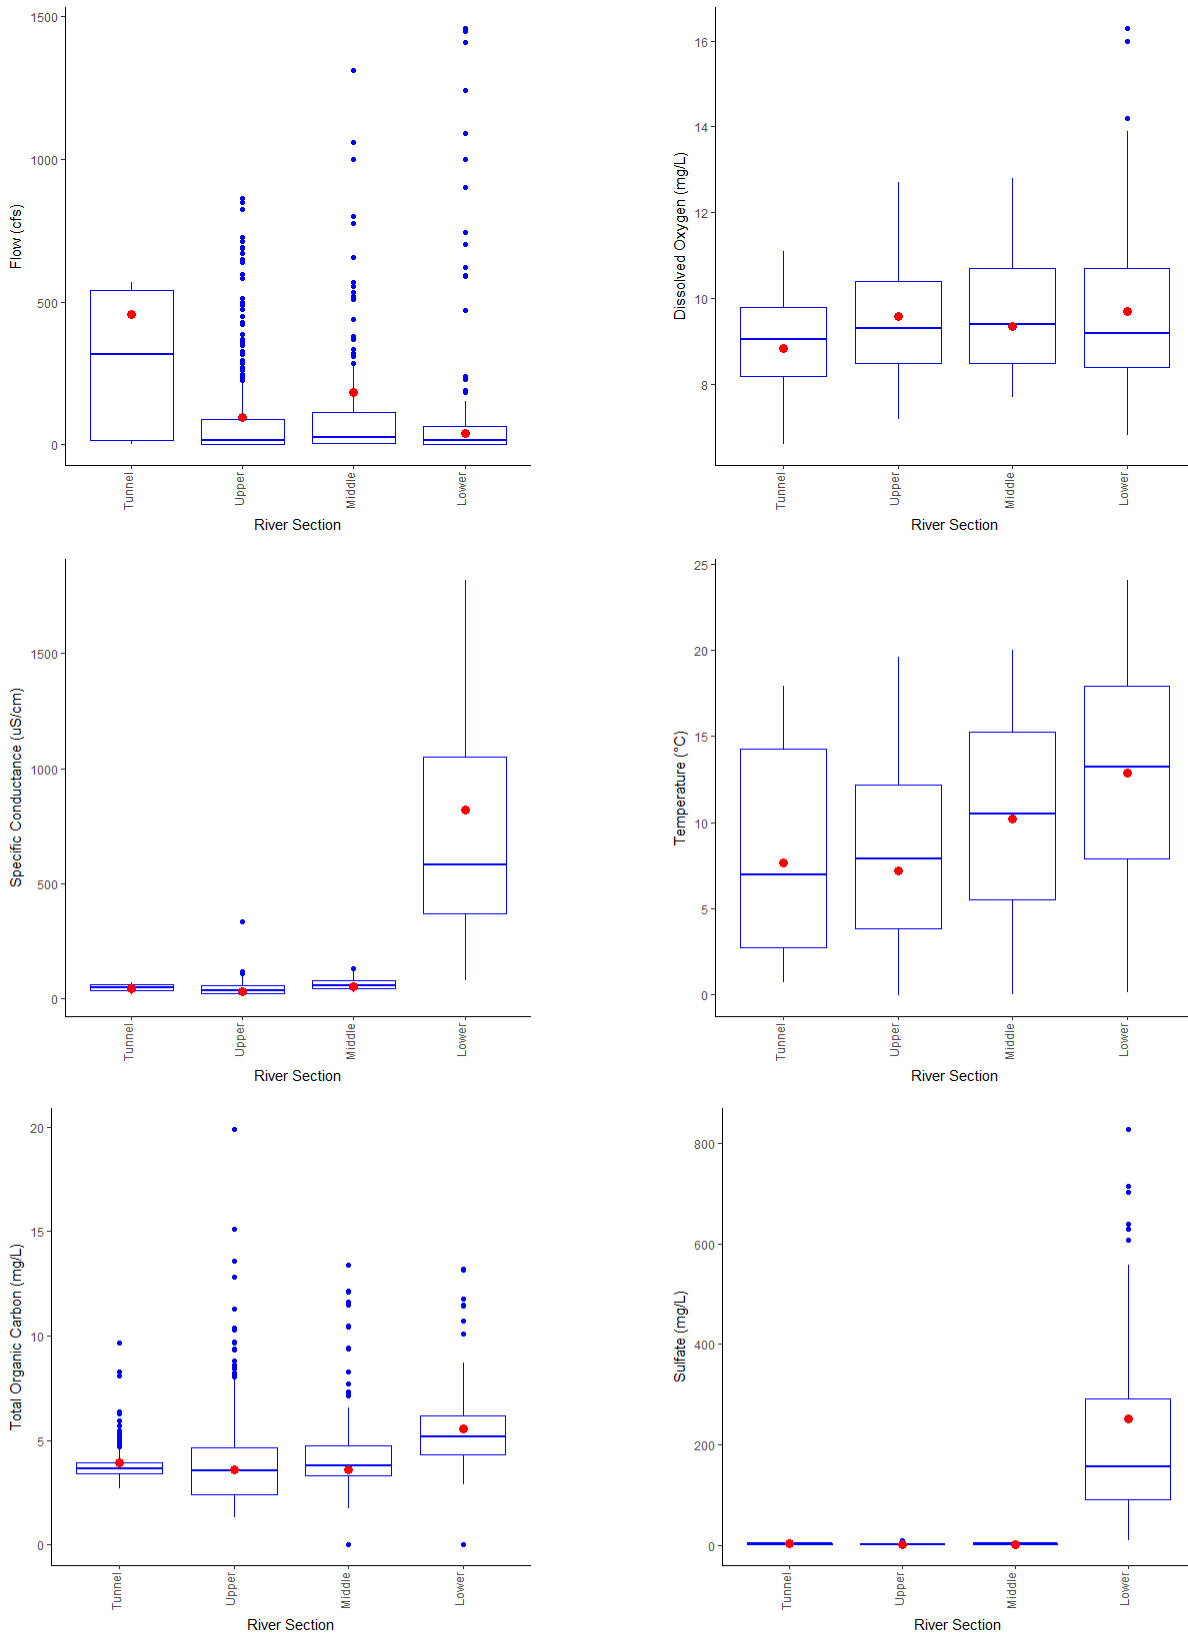 1500
1000
500
0
Flow (cfs)
Tunnel
Upper
Middle
Lower
River Section
16
14
12
10
8
Dissolved Oxygen (mg/L)
Tunnel
Upper
Middle
Lower
River Section
1500
1000
500
0
Specific Conductance (uS/cm)
Tunnel
Upper
Middle
Lower
River Section
25
20
15
10
5
0
Temperature (°C)
Tunnel
Upper
Middle
Lower
River Section
20
15
10
5
0
Total Organic Carbon (mg/L)
Tunnel
Upper
Middle
Lower
River Section
800
600
400
200
0
Sulfate (mg/L)
Tunnel
Upper
Middle
Lower
River Section